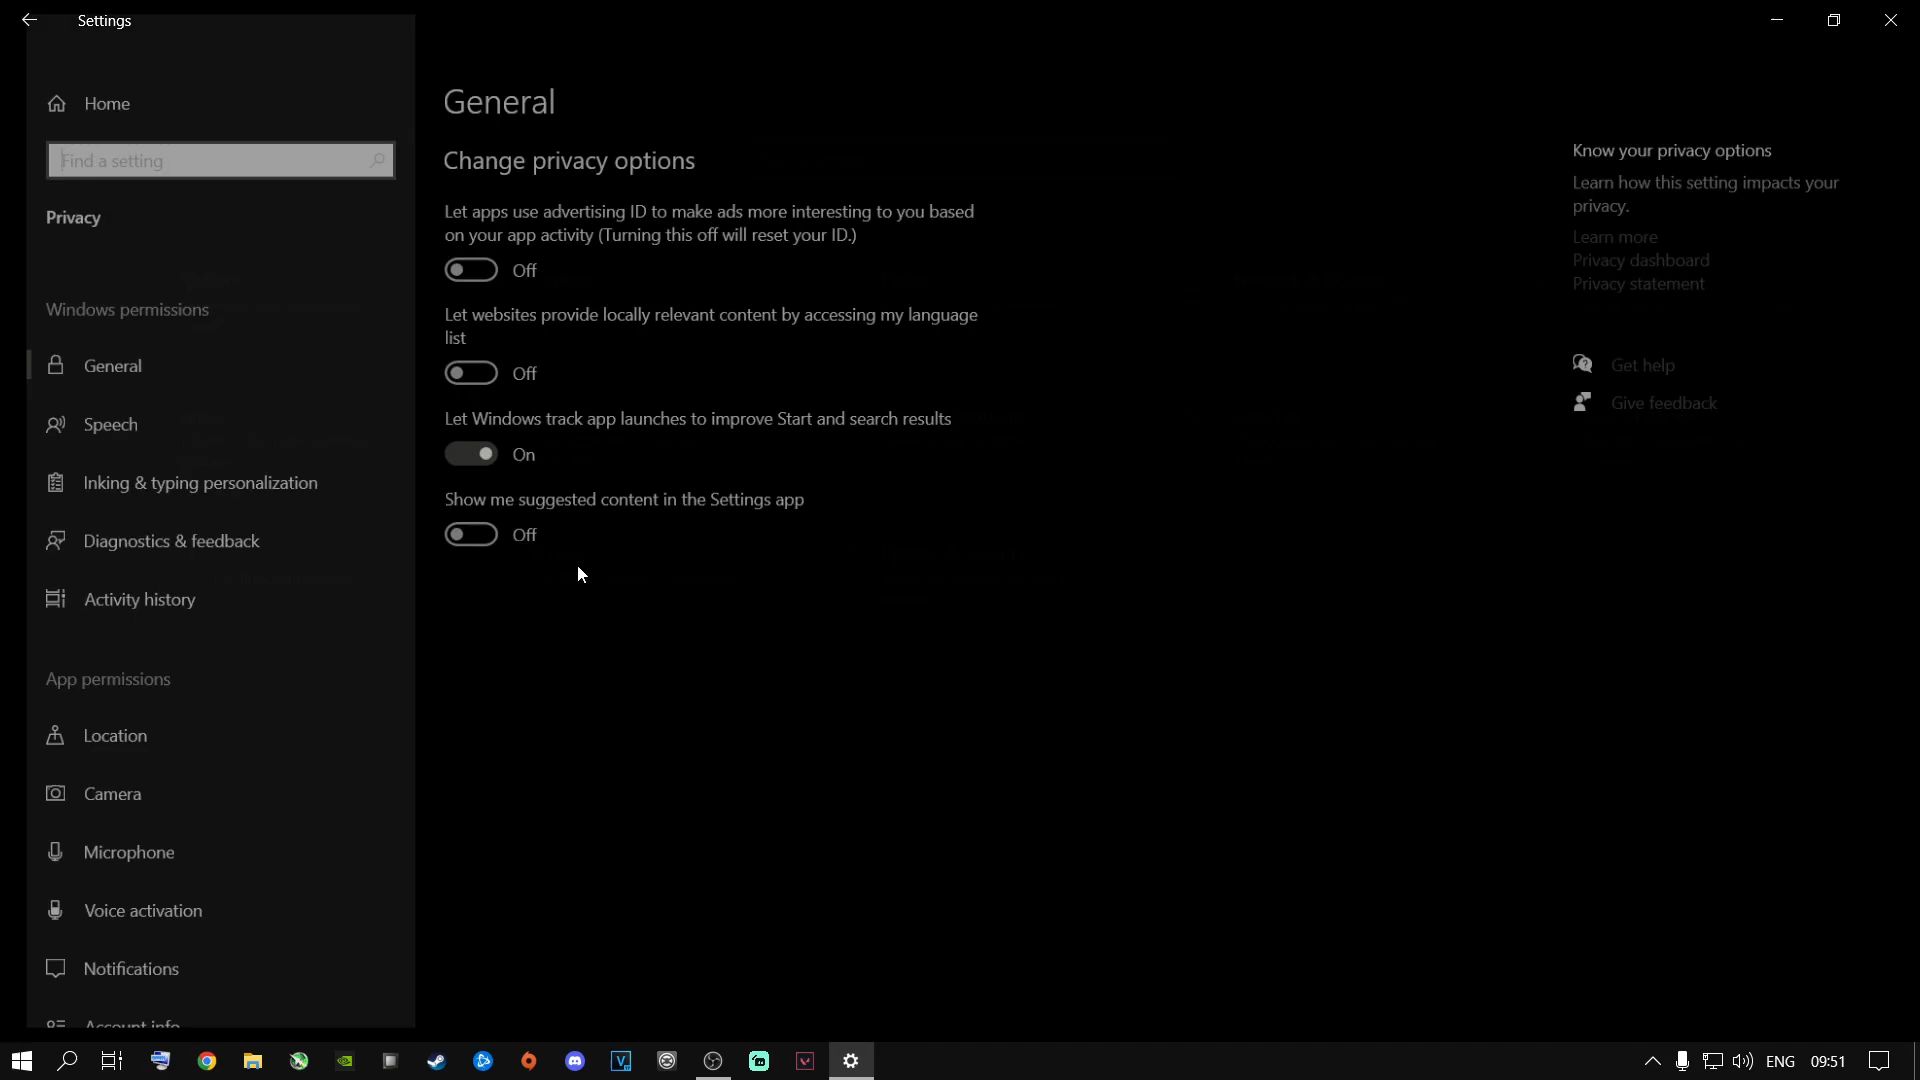 Settings
Home
Find a setting
Privacy
Windows permissions
General
Speech
Inking & typing personalization
Diagnostics & feedback
Activity history
App permissions
Location
Camera
Microphone
Voice activation
Notifications
Account info
General
Change privacy options
Let apps use advertising ID to make ads more interesting to you based
on your app activity (Turning this off will reset your ID.)
Off
Let websites provide locally relevant content by accessing my language
list
Off
Let Windows track app launches to improve Start and search results
On
Show me suggested content in the Settings app
Off
Know your privacy options
Learn how this setting impacts your
privacy.
Learn more
Privacy dashboard
Privacy statement
Get help
Give feedback
ENG
09:51